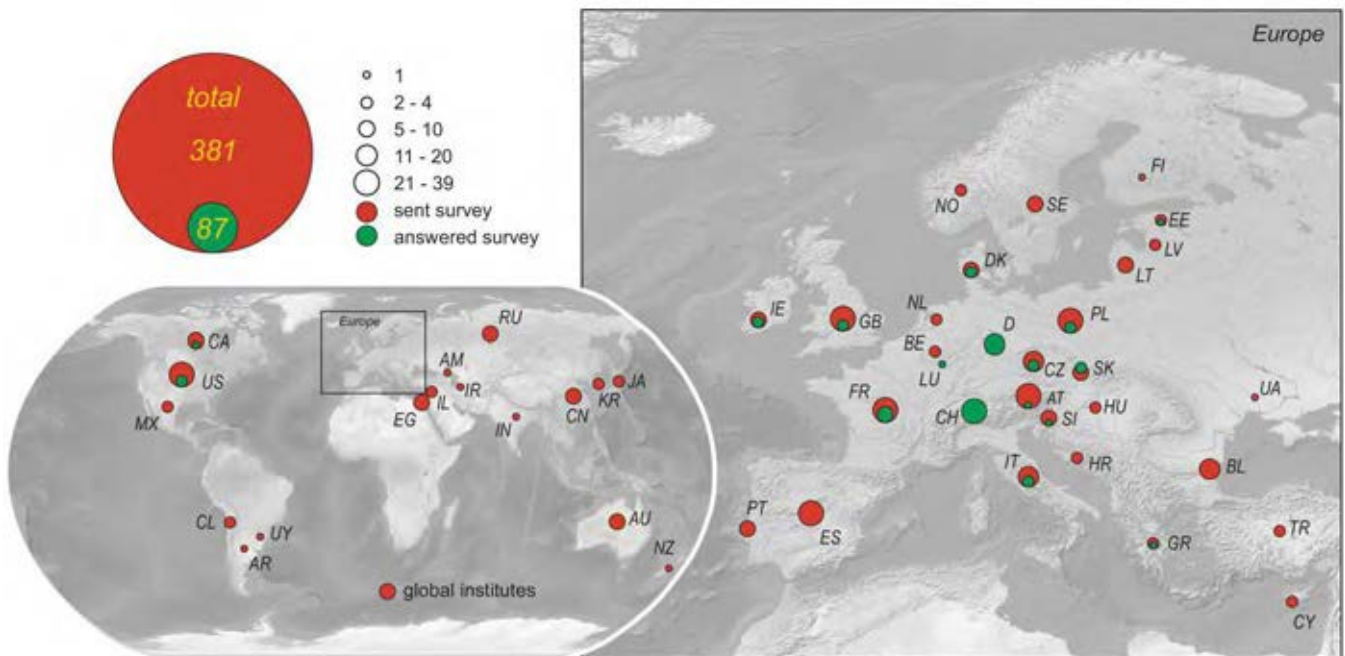 total
381
87
1
2 - 4
5 - 10
11 - 20
21 - 39
sent survey
answered survey
Europe
CA
US
MX
CL
UY
AR
Europe
RU
AM
IR
IL
EG
IN
CN
KR
JA
AU
NZ
global institutes
Europe
FI
NO
SE
EE
LV
LT
DK
IE
GB
NL
D
PL
BE
LU
CZ
SK
UA
FR
CH
AT
HU
SI
IT
HR
BL
PT
ES
GR
TR
CY